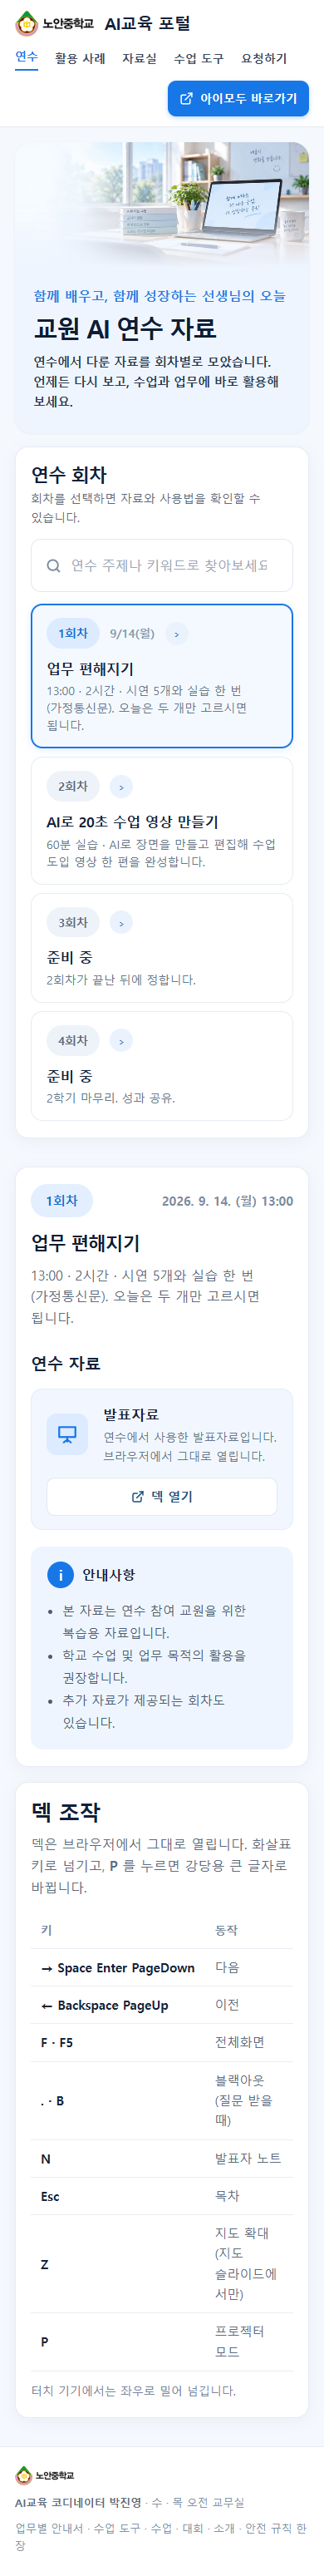 노안중학교 AI교육 포털
연수 활용 사례 자료실 수업 도구 요청하기
아이모두 바로가기
함께 배우고, 함께 성장하는 선생님의 오늘
교원 AI 연수 자료
연수에서 다룬 자료를 회차별로 모았습니다.
언제든 다시 보고, 수업과 업무에 바로 활용해
보세요.
연수 회차
회차를 선택하면 자료와 사용법을 확인할 수
있습니다.
연수 주제나 키워드로 찾아보세요
1회차 9/14(월) ›
업무 편해지기
13:00 · 2시간 · 시연 5개와 실습 한 번
(가정통신문). 오늘은 두 개만 고르시면
됩니다.
2회차 ›
AI로 20초 수업 영상 만들기
60분 실습 · AI로 장면을 만들고 편집해 수업
도입 영상 한 편을 완성합니다.
3회차 ›
준비 중
2회차가 끝난 뒤에 정합니다.
4회차 ›
준비 중
2학기 마무리. 성과 공유.
1회차 2026. 9. 14. (월) 13:00
업무 편해지기
13:00 · 2시간 · 시연 5개와 실습 한 번
(가정통신문). 오늘은 두 개만 고르시면
됩니다.
연수 자료
발표자료
연수에서 사용한 발표자료입니다.
브라우저에서 그대로 열립니다.
덱 열기
i 안내사항
• 본 자료는 연수 참여 교원을 위한
복습용 자료입니다.
• 학교 수업 및 업무 목적의 활용을
권장합니다.
• 추가 자료가 제공되는 회차도
있습니다.
덱 조작
덱은 브라우저에서 그대로 열립니다. 화살표
키로 넘기고, P 를 누르면 강당용 큰 글자로
바뀝니다.
키 동작
→ Space Enter PageDown 다음
← Backspace PageUp 이전
F · F5 전체화면
. · B 블랙아웃
(질문 받을
때)
N 발표자 노트
Esc 목차
Z 지도 확대
(지도
슬라이드에
서만)
P 프로젝터
모드
터치 기기에서는 좌우로 밀어 넘깁니다.
노안중학교
AI교육 코디네이터 박진영 · 수 · 목 오전 교무실
업무별 안내서 · 수업 도구 · 수업 · 대회 · 소개 · 안전 규칙 한
장